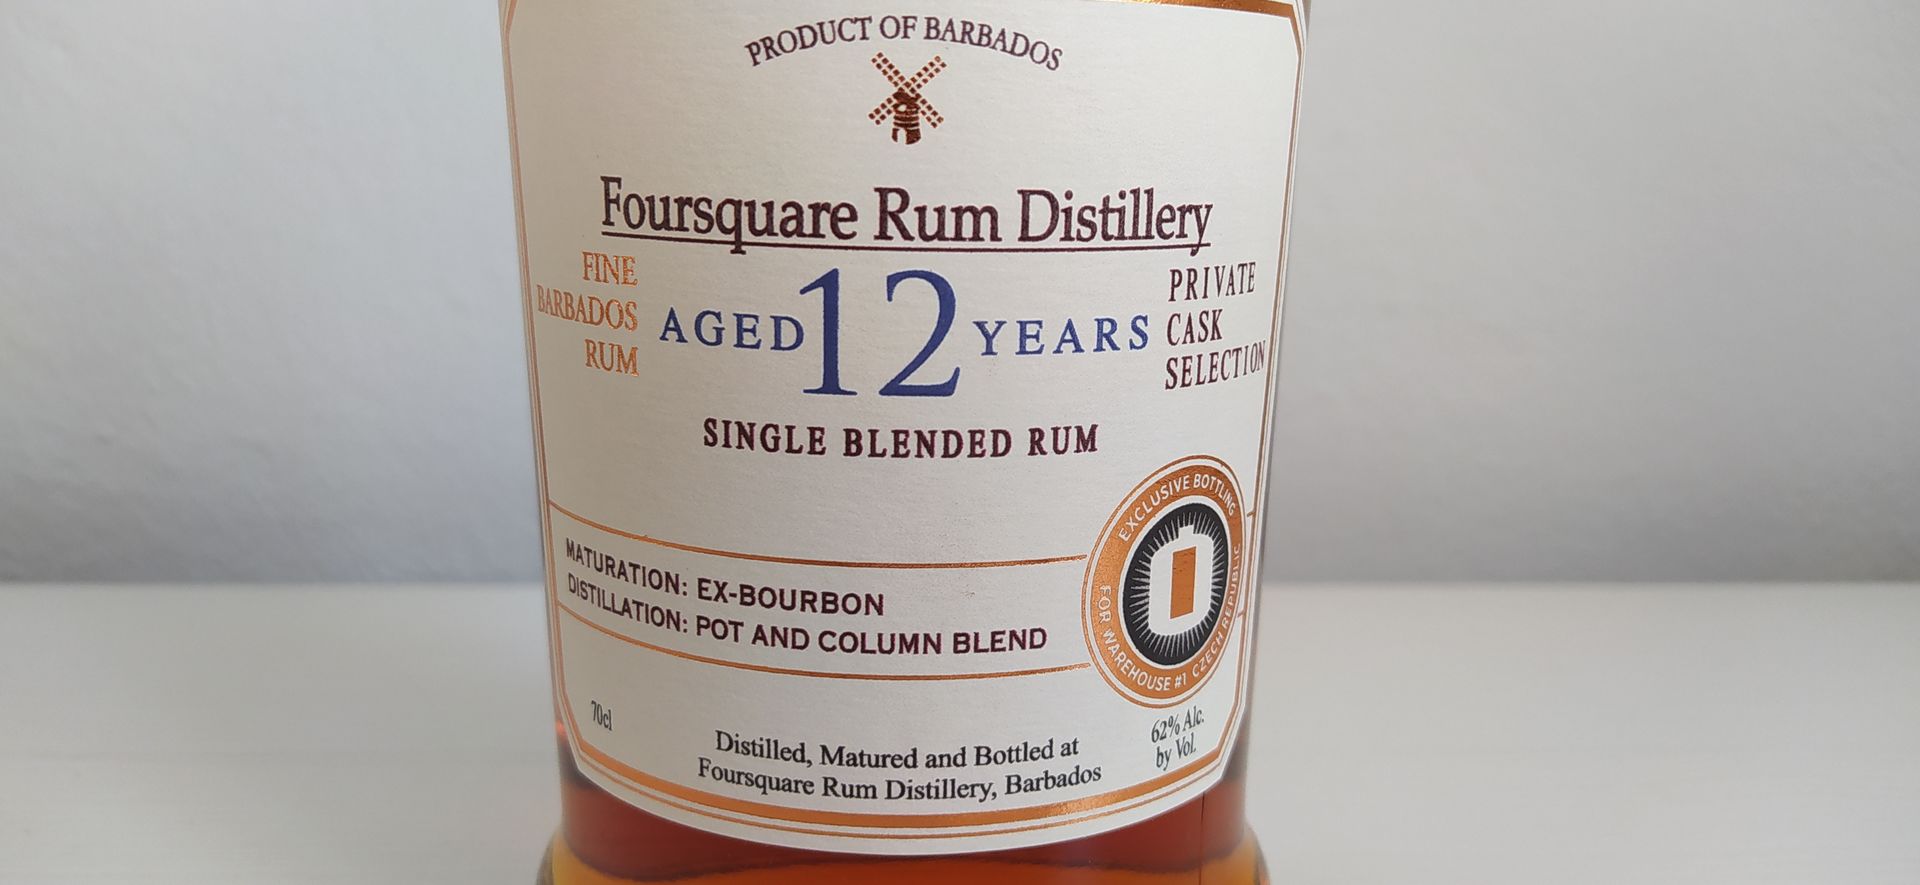 PRODUCT OF BARBADOS
Foursquare Rum Distillery
FINE
BARBADOS
RUM
AGED 12 YEARS
PRIVATE
CASK
SELECTION
SINGLE BLENDED RUM
MATURATION: EX-BOURBON
DISTILLATION: POT AND COLUMN BLEND
EXCLUSIVE BOTTLING
FOR WAREHOUSE #1 CZECH REPUBLIC
70cl
Distilled, Matured and Bottled at
Foursquare Rum Distillery, Barbados
62% Alc.
by Vol.